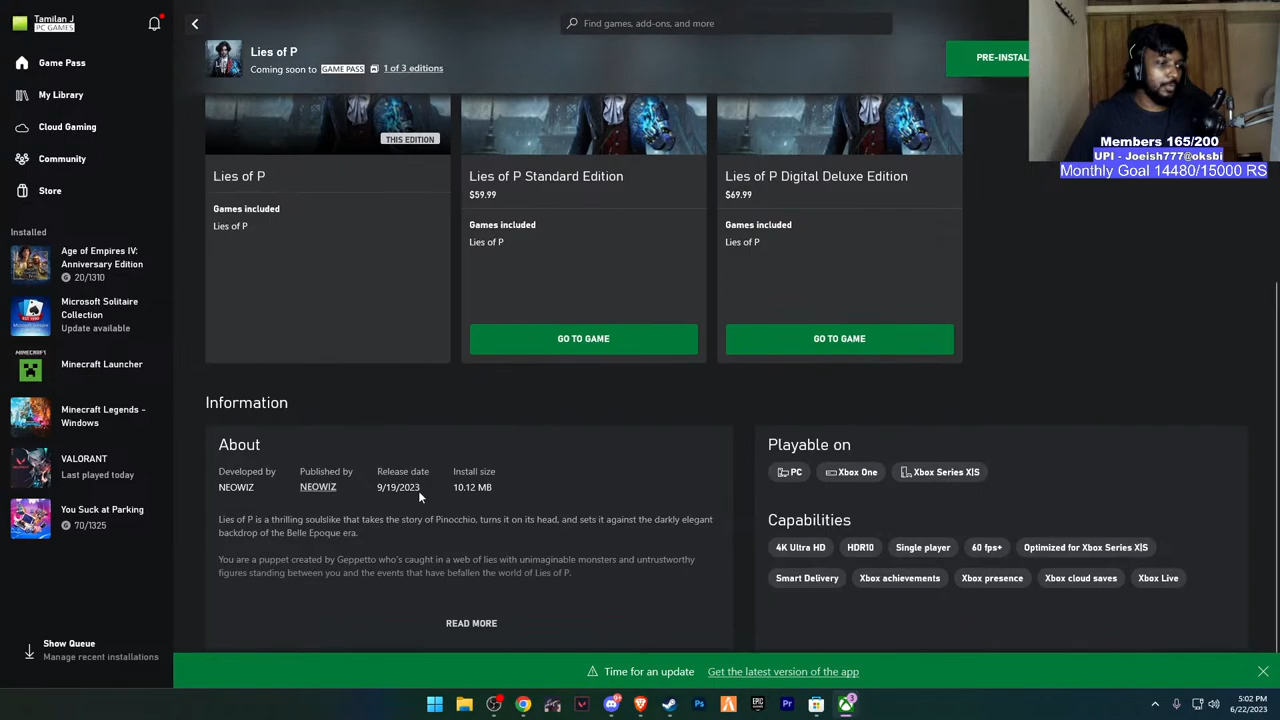 Tamilan J
PC GAMES
Find games, add-ons, and more
Lies of P
Coming soon to GAME PASS 1 of 3 editions
PRE-INSTAL
Game Pass
My Library
Cloud Gaming
Community
Store
Installed
Age of Empires IV:
Anniversary Edition
G 20/1310
Microsoft Solitaire
Collection
Update available
MINECRAFT
Minecraft Launcher
Minecraft Legends -
Windows
VALORANT
Last played today
You Suck at Parking
G 70/1325
Show Queue
Manage recent installations
Members 165/200
UPI - Joeish777@oksbi
Monthly Goal 14480/15000 RS
THIS EDITION
Lies of P
Games included
Lies of P
Lies of P Standard Edition
$59.99
Games included
Lies of P
GO TO GAME
Lies of P Digital Deluxe Edition
$69.99
Games included
Lies of P
GO TO GAME
Information
About
Developed by
NEOWIZ
Published by
NEOWIZ
Release date
9/19/2023
Install size
10.12 MB
Lies of P is a thrilling soulslike that takes the story of Pinocchio, turns it on its head, and sets it against the darkly elegant
backdrop of the Belle Epoque era.
You are a puppet created by Geppetto who's caught in a web of lies with unimaginable monsters and untrustworthy
figures standing between you and the events that have befallen the world of Lies of P.
READ MORE
Playable on
PC Xbox One Xbox Series X|S
Capabilities
4K Ultra HD HDR10 Single player 60 fps+ Optimized for Xbox Series X|S
Smart Delivery Xbox achievements Xbox presence Xbox cloud saves Xbox Live
Time for an update Get the latest version of the app
5:02 PM
6/22/2023